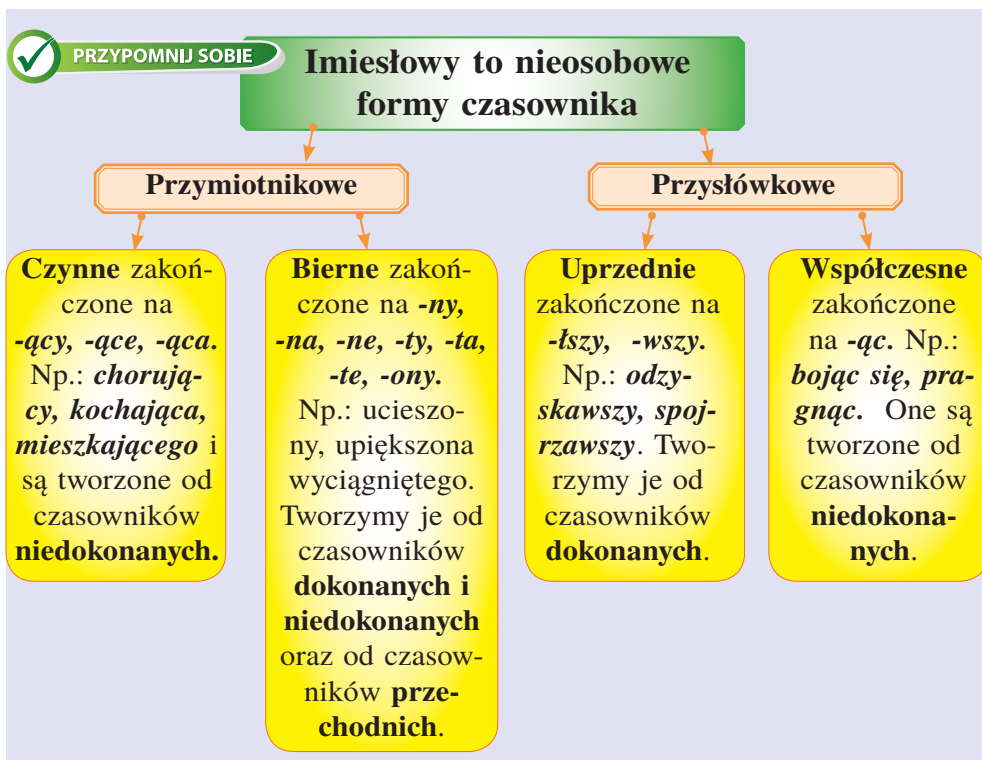 PRZYPOMNIJ SOBIE
Imiesłowy to nieosobowe
formy czasownika
Przymiotnikowe
Przysłówkowe
Czynne zakoń-
czone na
-ący, -ące, -ąca.
Np.: chorują-
cy, kochająca,
mieszkającego i
są tworzone od
czasowników
niedokonanych.
Bierne zakoń-
czone na -ny,
-na, -ne, -ty, -ta,
-te, -ony.
Np.: ucieszo-
ny, upiększona
wyciągniętego.
Tworzymy je od
czasowników
dokonanych i
niedokonanych
oraz od czasow-
ników prze-
chodnich.
Uprzednie
zakończone na
-łszy, -wszy.
Np.: odzy-
skawszy, spoj-
rzawszy. Two-
rzymy je od
czasowników
dokonanych.
Współczesne
zakończone
na -ąc. Np.:
bojąc się, pra-
gnąc. One są
tworzone od
czasowników
niedokona-
nych.